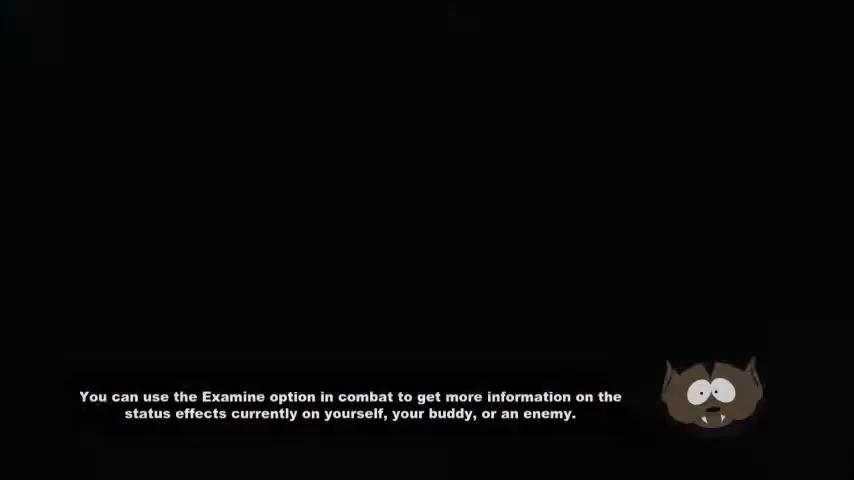 You can use the Examine option in combat to get more information on the
status effects currently on yourself, your buddy, or an enemy.